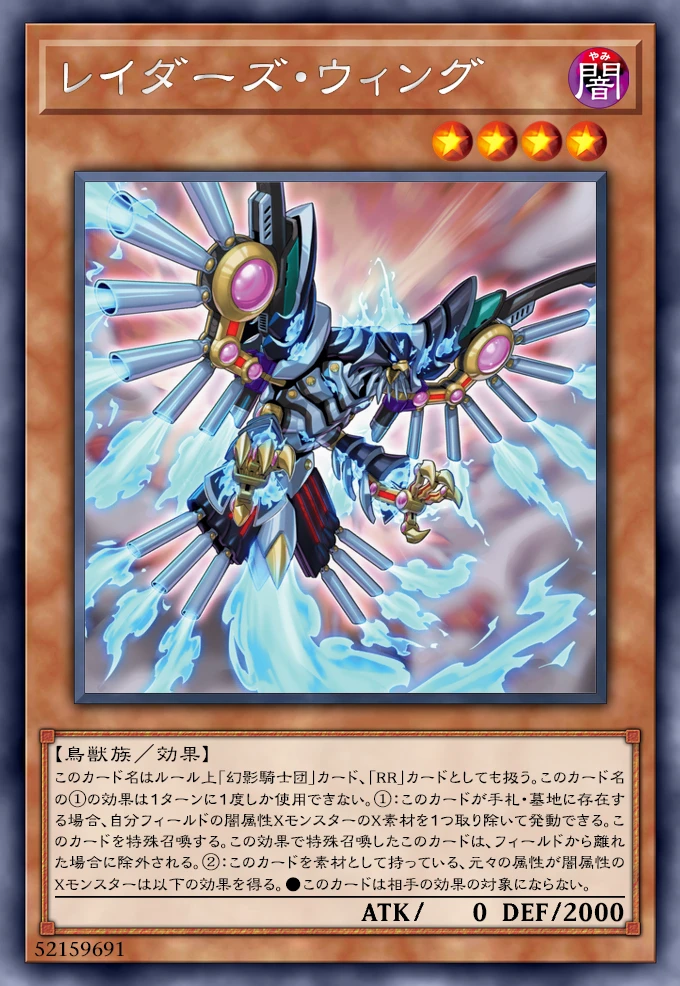 レイダーズ・ウィング
やみ
闇
【鳥獣族／効果】
このカード名はルール上「幻影騎士団」カード、「RR」カードとしても扱う。このカード名
の①の効果は1ターンに1度しか使用できない。①：このカードが手札・墓地に存在す
る場合、自分フィールドの闇属性XモンスターのX素材を1つ取り除いて発動できる。こ
のカードを特殊召喚する。この効果で特殊召喚したこのカードは、フィールドから離れ
た場合に除外される。②：このカードを素材として持っている、元々の属性が闇属性の
Xモンスターは以下の効果を得る。●このカードは相手の効果の対象にならない。
ATK/ 0 DEF/2000
52159691